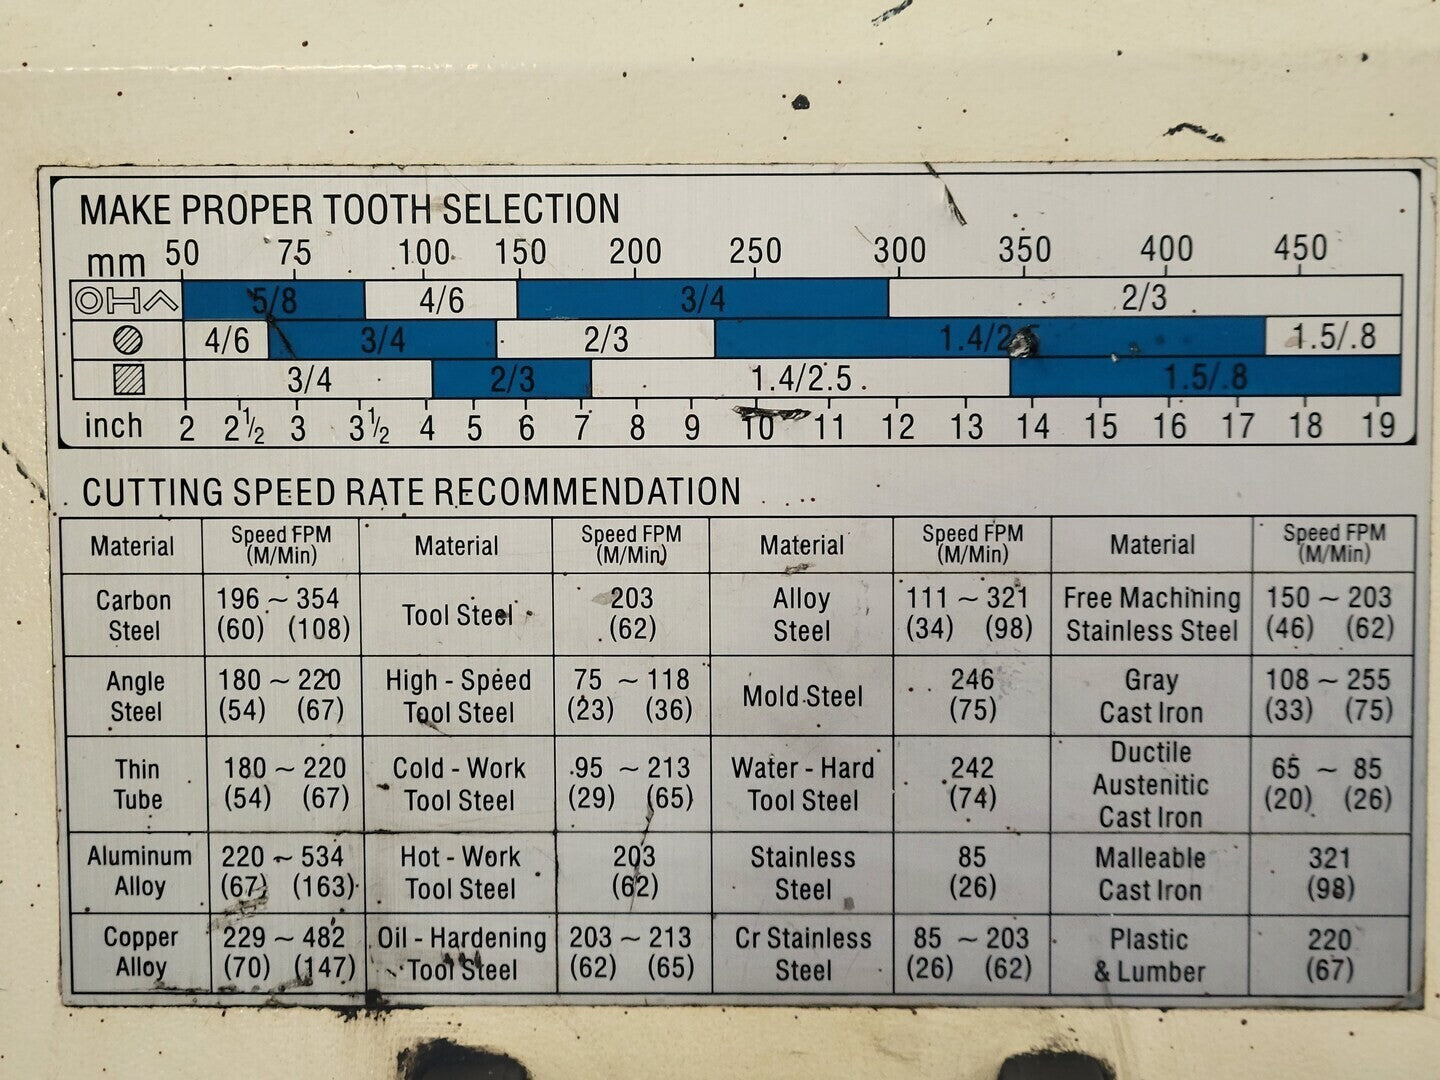 MAKE PROPER TOOTH SELECTION
mm 50 75 100 150 200 250 300 350 400 450
5/8 4/6 3/4 2/3
4/6 3/4 2/3 1.4/2.5 1.5/.8
3/4 2/3 1.4/2.5 1.5/.8
inch 2 2½ 3 3½ 4 5 6 7 8 9 10 11 12 13 14 15 16 17 18 19
CUTTING SPEED RATE RECOMMENDATION
Material Speed FPM (M/Min) Material Speed FPM (M/Min) Material Speed FPM (M/Min) Material Speed FPM (M/Min)
Carbon Steel 196 ~ 354 (60) (108) Tool Steel 203 (62) Alloy Steel 111 ~ 321 (34) (98) Free Machining Stainless Steel 150 ~ 203 (46) (62)
Angle Steel 180 ~ 220 (54) (67) High - Speed Tool Steel 75 ~ 118 (23) (36) Mold Steel 246 (75) Gray Cast Iron 108 ~ 255 (33) (75)
Thin Tube 180 ~ 220 (54) (67) Cold - Work Tool Steel 95 ~ 213 (29) (65) Water - Hard Tool Steel 242 (74) Ductile Austenitic Cast Iron 65 ~ 85 (20) (26)
Aluminum Alloy 220 ~ 534 (67) (163) Hot - Work Tool Steel 203 (62) Stainless Steel 85 (26) Malleable Cast Iron 321 (98)
Copper Alloy 229 ~ 482 (70) (147) Oil - Hardening Tool Steel 203 ~ 213 (62) (65) Cr Stainless Steel 85 ~ 203 (26) (62) Plastic & Lumber 220 (67)